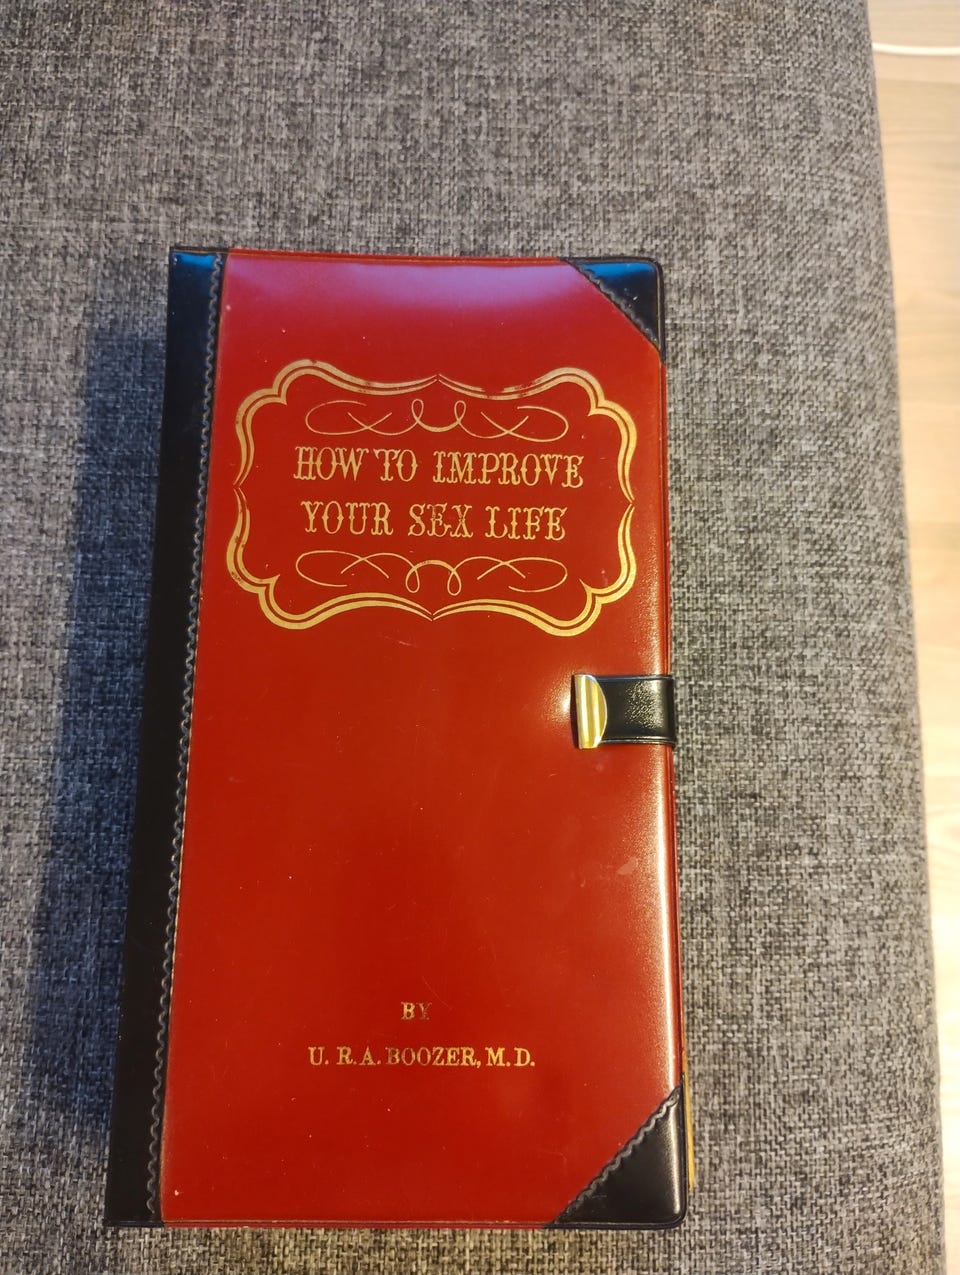 HOW TO IMPROVE
YOUR SEX LIFE
BY
U. R. A. BOOZER, M. D.